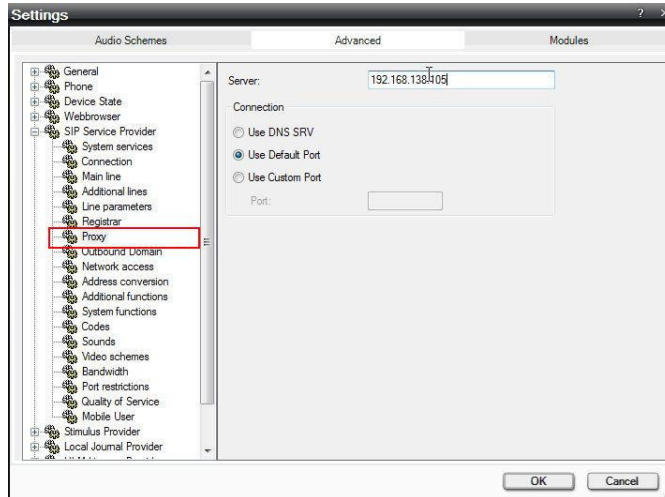 Settings
?
Audio Schemes
Advanced
Modules
General
Phone
Device State
Webbrowser
SIP Service Provider
System services
Connection
Main line
Additional lines
Line parameters
Registrar
Proxy
Outbound Domain
Network access
Address conversion
Additional functions
System functions
Codes
Sounds
Video schemes
Bandwidth
Port restrictions
Quality of Service
Mobile User
Stimulus Provider
Local Journal Provider
Server:
192.168.138.105
Connection
Use DNS SRV
Use Default Port
Use Custom Port
Port:
OK
Cancel